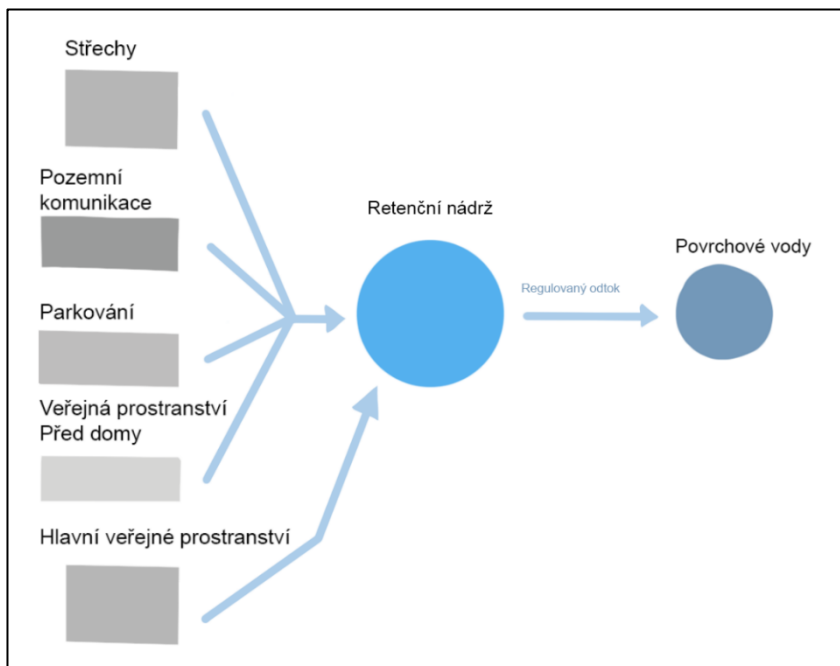 Střechy
Pozemní
komunikace
Parkování
Veřejná prostranství
Před domy
Hlavní veřejné prostranství
Retenční nádrž
Regulovaný odtok
Povrchové vody